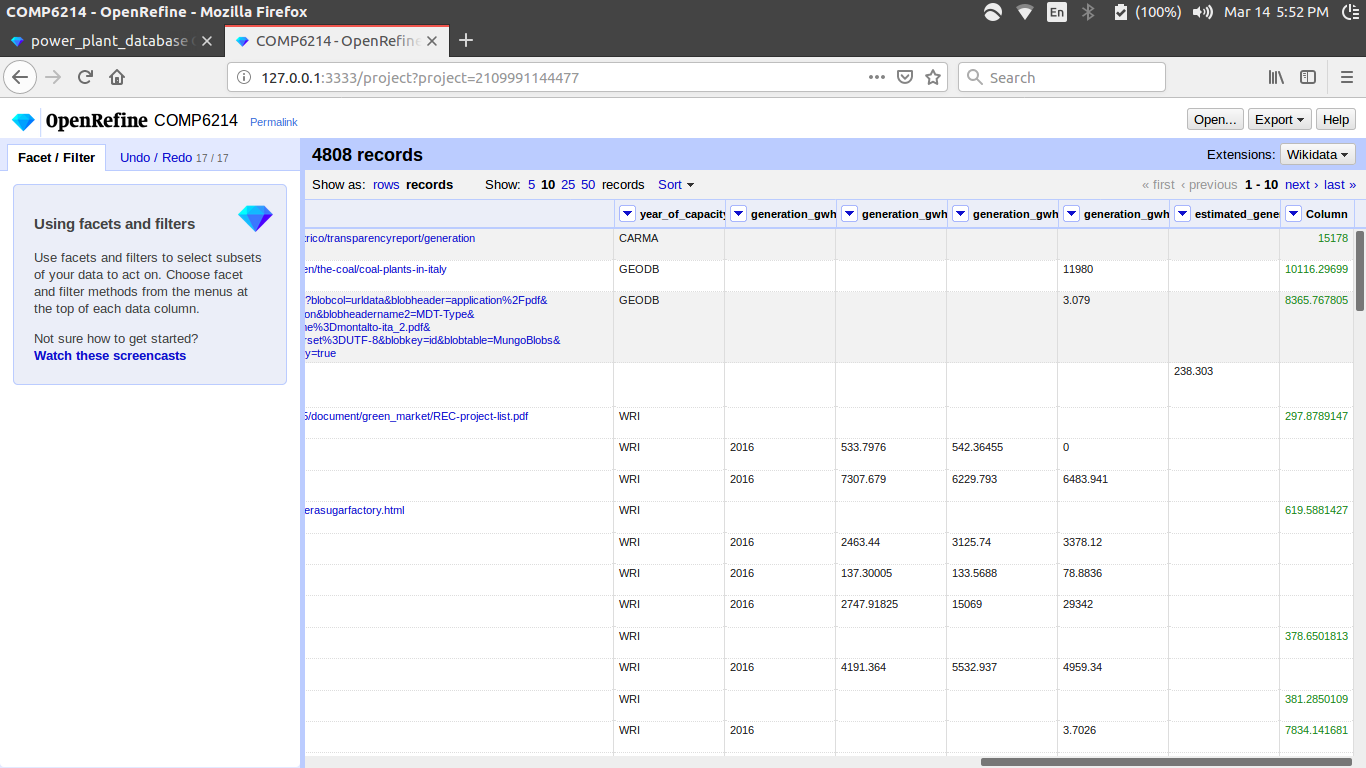 COMP6214 - OpenRefine - Mozilla Firefox
En
(100%)
Mar 14 5:52 PM
power_plant_database
COMP6214 - OpenRefine
127.0.0.1:3333/project?project=2109991144477
Search
OpenRefine COMP6214 Permalink
Open... Export Help
Facet / Filter
Undo / Redo 17 / 17
4808 records
Extensions: Wikidata
Show as: rows records Show: 5 10 25 50 records Sort
« first ‹ previous 1 - 10 next › last »
Using facets and filters
Use facets and filters to select subsets
of your data to act on. Choose facet
and filter methods from the menus at
the top of each data column.
Not sure how to get started?
Watch these screencasts
year_of_capacity generation_gwh generation_gwh generation_gwh generation_gwh estimated_gene Column
trico/transparencyreport/generation CARMA 15178
en/the-coal/coal-plants-in-italy GEODB 11980 10116.29699
?blobcol=urldata&blobheader=application%2Fpdf& GEODB 3.079 8365.767805
on&blobheadername2=MDT-Type&
ne%3Dmontalto-ita_2.pdf&
rset%3DUTF-8&blobkey=id&blobtable=MungoBlobs&
y=true
238.303
5/document/green_market/REC-project-list.pdf WRI 297.8789147
WRI 2016 533.7976 542.36455 0
WRI 2016 7307.679 6229.793 6483.941
erasugarfactory.html WRI 619.5881427
WRI 2016 2463.44 3125.74 3378.12
WRI 2016 137.30005 133.5688 78.8836
WRI 2016 2747.91825 15069 29342
WRI 378.6501813
WRI 2016 4191.364 5532.937 4959.34
WRI 381.2850109
WRI 2016 3.7026 7834.141681